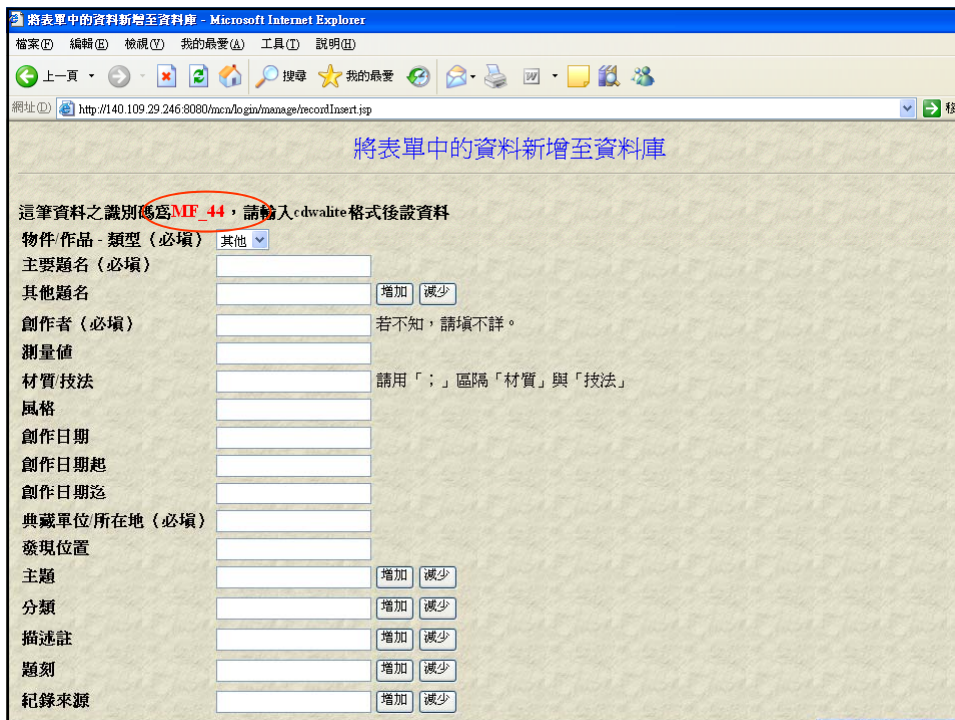 將表單中的資料新增至資料庫 - Microsoft Internet Explorer
檔案(F) 編輯(E) 檢視(V) 我的最愛(A) 工具(T) 說明(H)
上一頁 搜尋 我的最愛
網址(D) http://140.109.29.246:8080/mcn/login/manage/recordInsert.jsp
將表單中的資料新增至資料庫
這筆資料之識別碼為MF_44，請輸入cdwalite格式後設資料
物件/作品 - 類型（必填） 其他
主要題名（必填）
其他題名 增加 減少
創作者（必填） 若不知，請填不詳。
測量值
材質/技法 請用「；」區隔「材質」與「技法」
風格
創作日期
創作日期起
創作日期迄
典藏單位/所在地（必填）
發現位置
主題 增加 減少
分類 增加 減少
描述註 增加 減少
題刻 增加 減少
紀錄來源 增加 減少